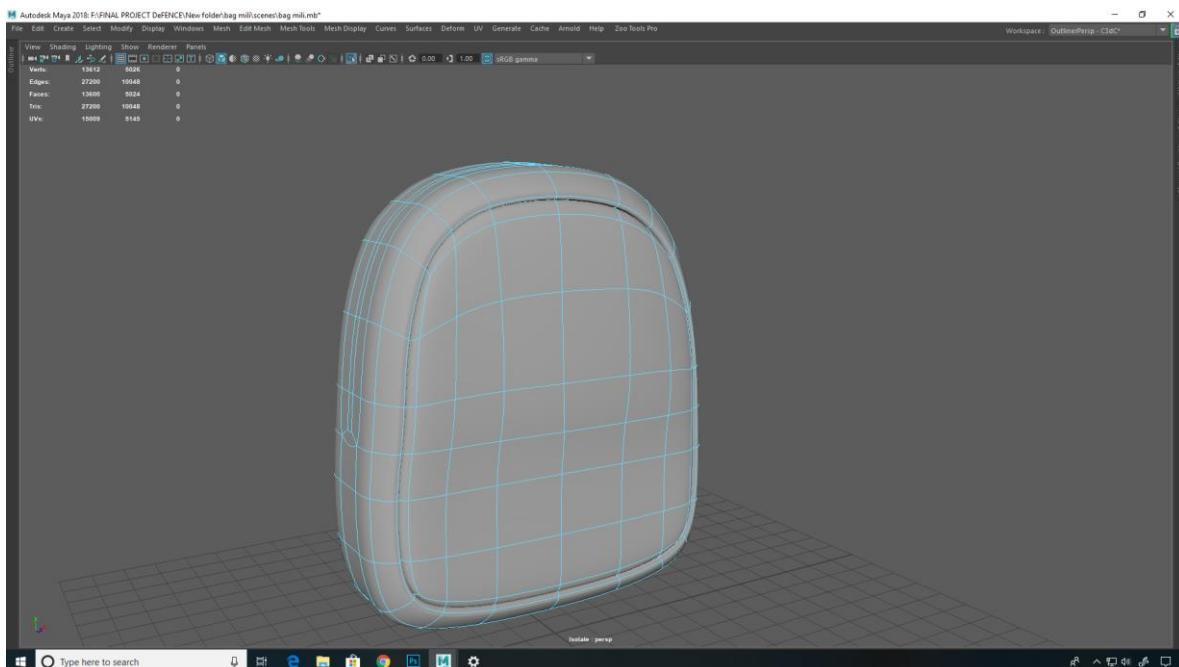 Autodesk Maya 2018: F:\FINAL PROJECT DeFENCE\New folder\bag mili\scenes\bag mili.mb*
File Edit Create Select Modify Display Windows Mesh Edit Mesh Mesh Tools Mesh Display Curves Surfaces Deform UV Generate Cache Arnold Help Zoo Tools Pro
Workspace: OutlinerPersp - C3dC*
View Shading Lighting Show Renderer Panels
0.00 1.00 sRGB gamma
Outliner
Verts: 13612 5026 0
Edges: 27200 10048 0
Faces: 13600 5024 0
Tris: 27200 10048 0
UVs: 15009 5145 0
Isolate : persp
Type here to search